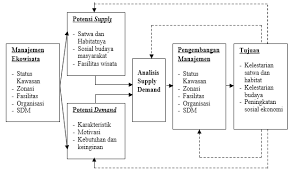 Manajemen
Ekowisata
- Status
Kawasan
- Zonasi
- Fasilitas
- Organisasi
- SDM
Potensi Supply
- Satwa dan
Habitatnya
- Sosial budaya
masyarakat
- Fasilitas wisata
Potensi Demand
- Karakteristik
- Motivasi
- Kebutuhan dan
keinginan
Analisis
Supply
Demand
Pengembangan
Manajemen
- Status
Kawasan
- Zonasi
- Fasilitas
- Organisasi
- SDM
Tujuan
- Kelestarian
satwa dan
habitat
- Kelestarian
budaya
- Peningkatan
sosial ekonomi